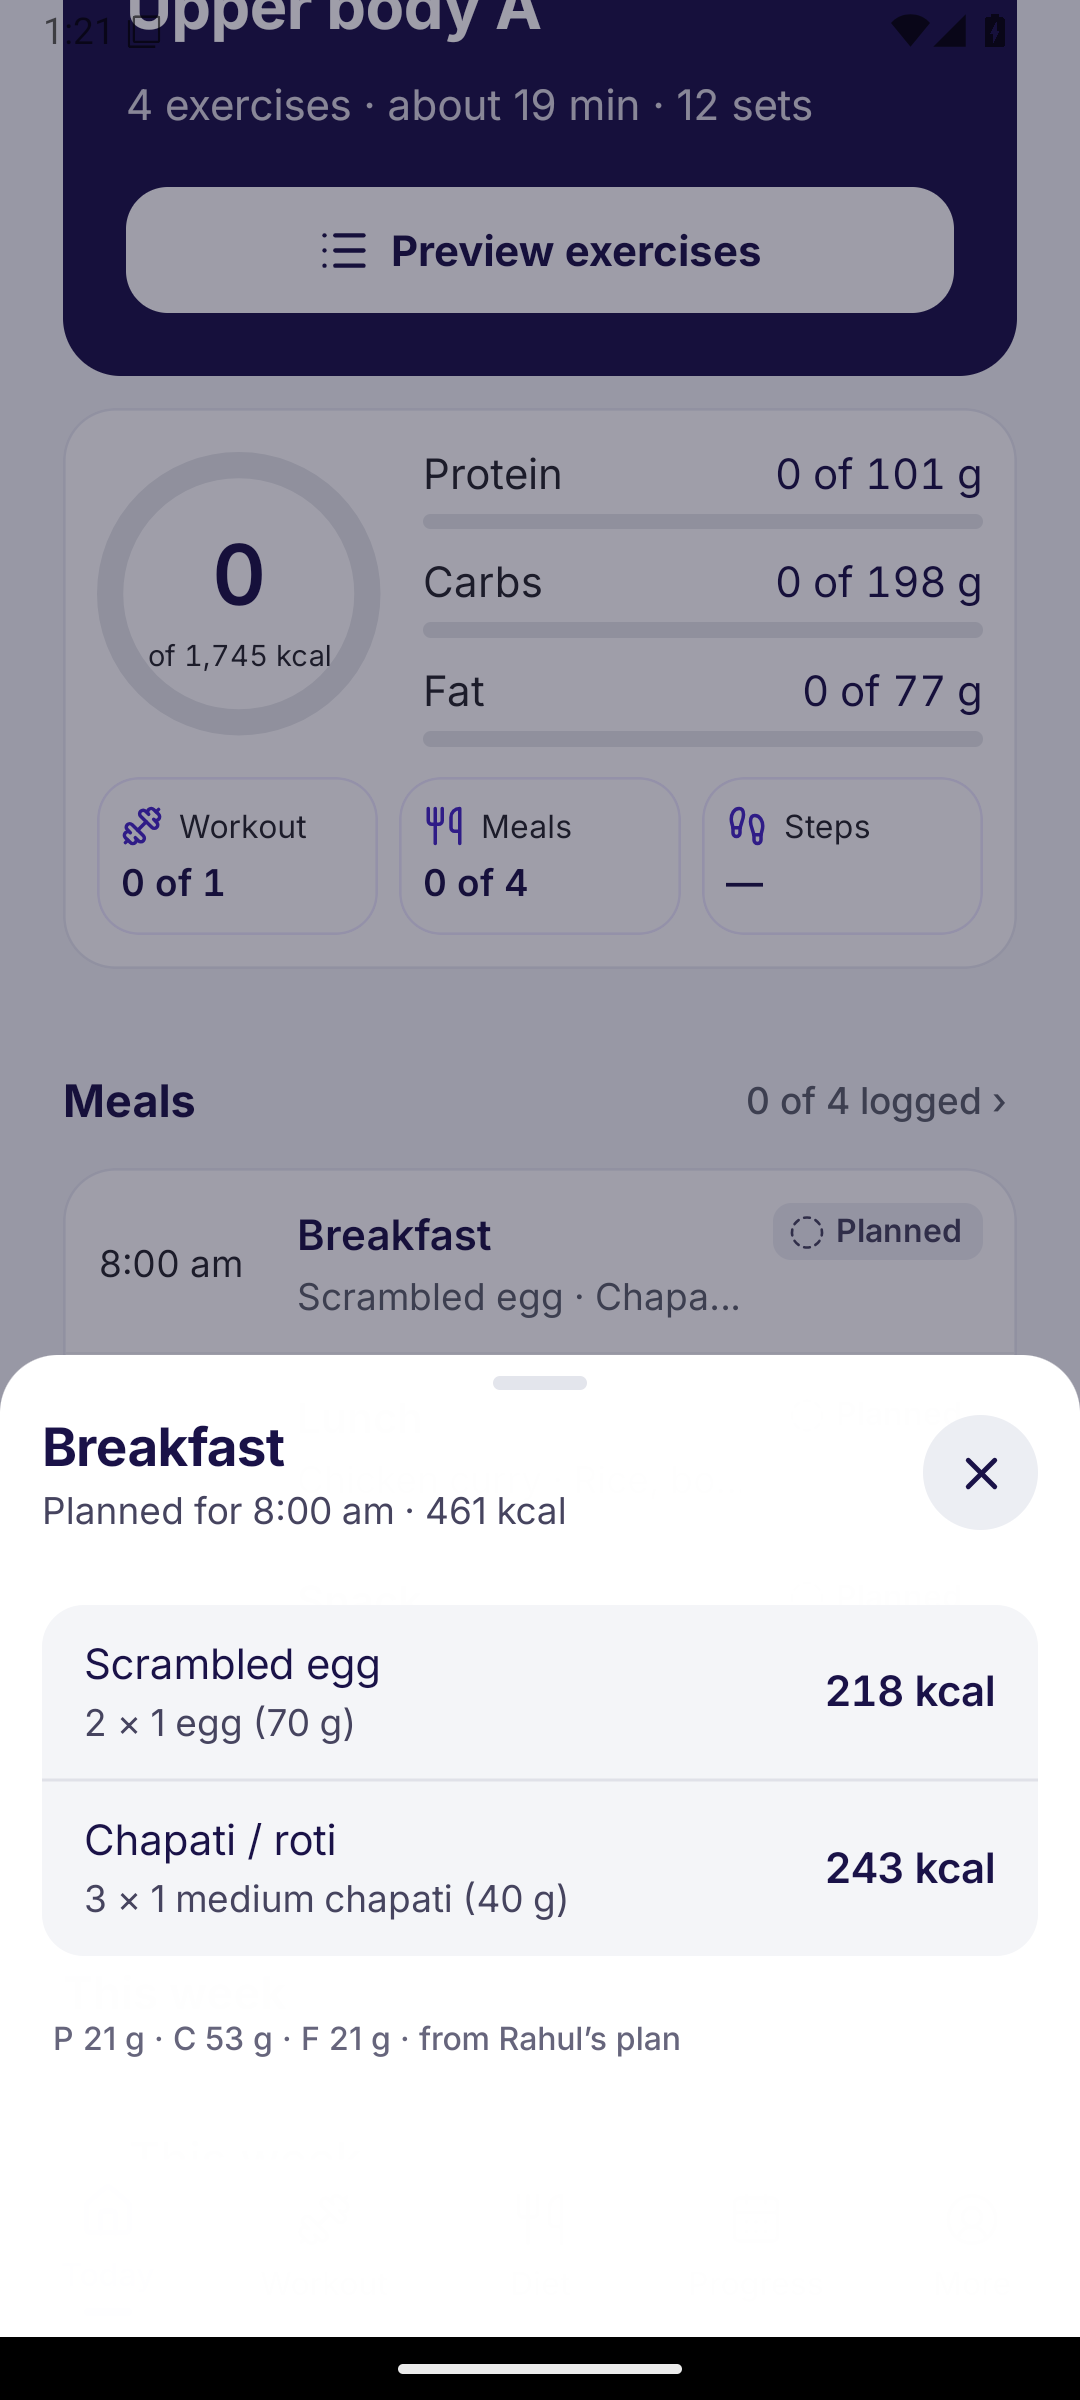 1:21
Upper body A
4 exercises · about 19 min · 12 sets
Preview exercises
0
of 1,745 kcal
Protein 0 of 101 g
Carbs 0 of 198 g
Fat 0 of 77 g
Workout
0 of 1
Meals
0 of 4
Steps
—
Meals 0 of 4 logged ›
8:00 am
Breakfast
Planned
Scrambled egg · Chapa...
Breakfast
Planned for 8:00 am · 461 kcal
Scrambled egg
2 × 1 egg (70 g)
218 kcal
Chapati / roti
3 × 1 medium chapati (40 g)
243 kcal
P 21 g · C 53 g · F 21 g · from Rahul’s plan